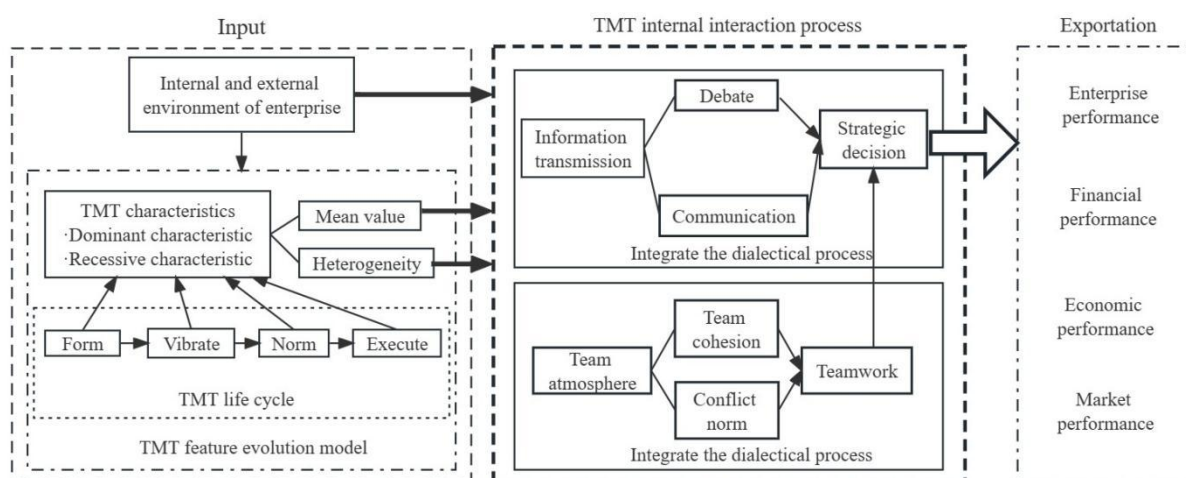 Input
Internal and external
environment of enterprise
TMT characteristics
·Dominant characteristic
·Recessive characteristic
Mean value
Heterogeneity
Form
Vibrate
Norm
Execute
TMT life cycle
TMT feature evolution model
TMT internal interaction process
Information
transmission
Debate
Communication
Strategic
decision
Integrate the dialectical process
Team
atmosphere
Team
cohesion
Conflict
norm
Teamwork
Integrate the dialectical process
Exportation
Enterprise
performance
Financial
performance
Economic
performance
Market
performance